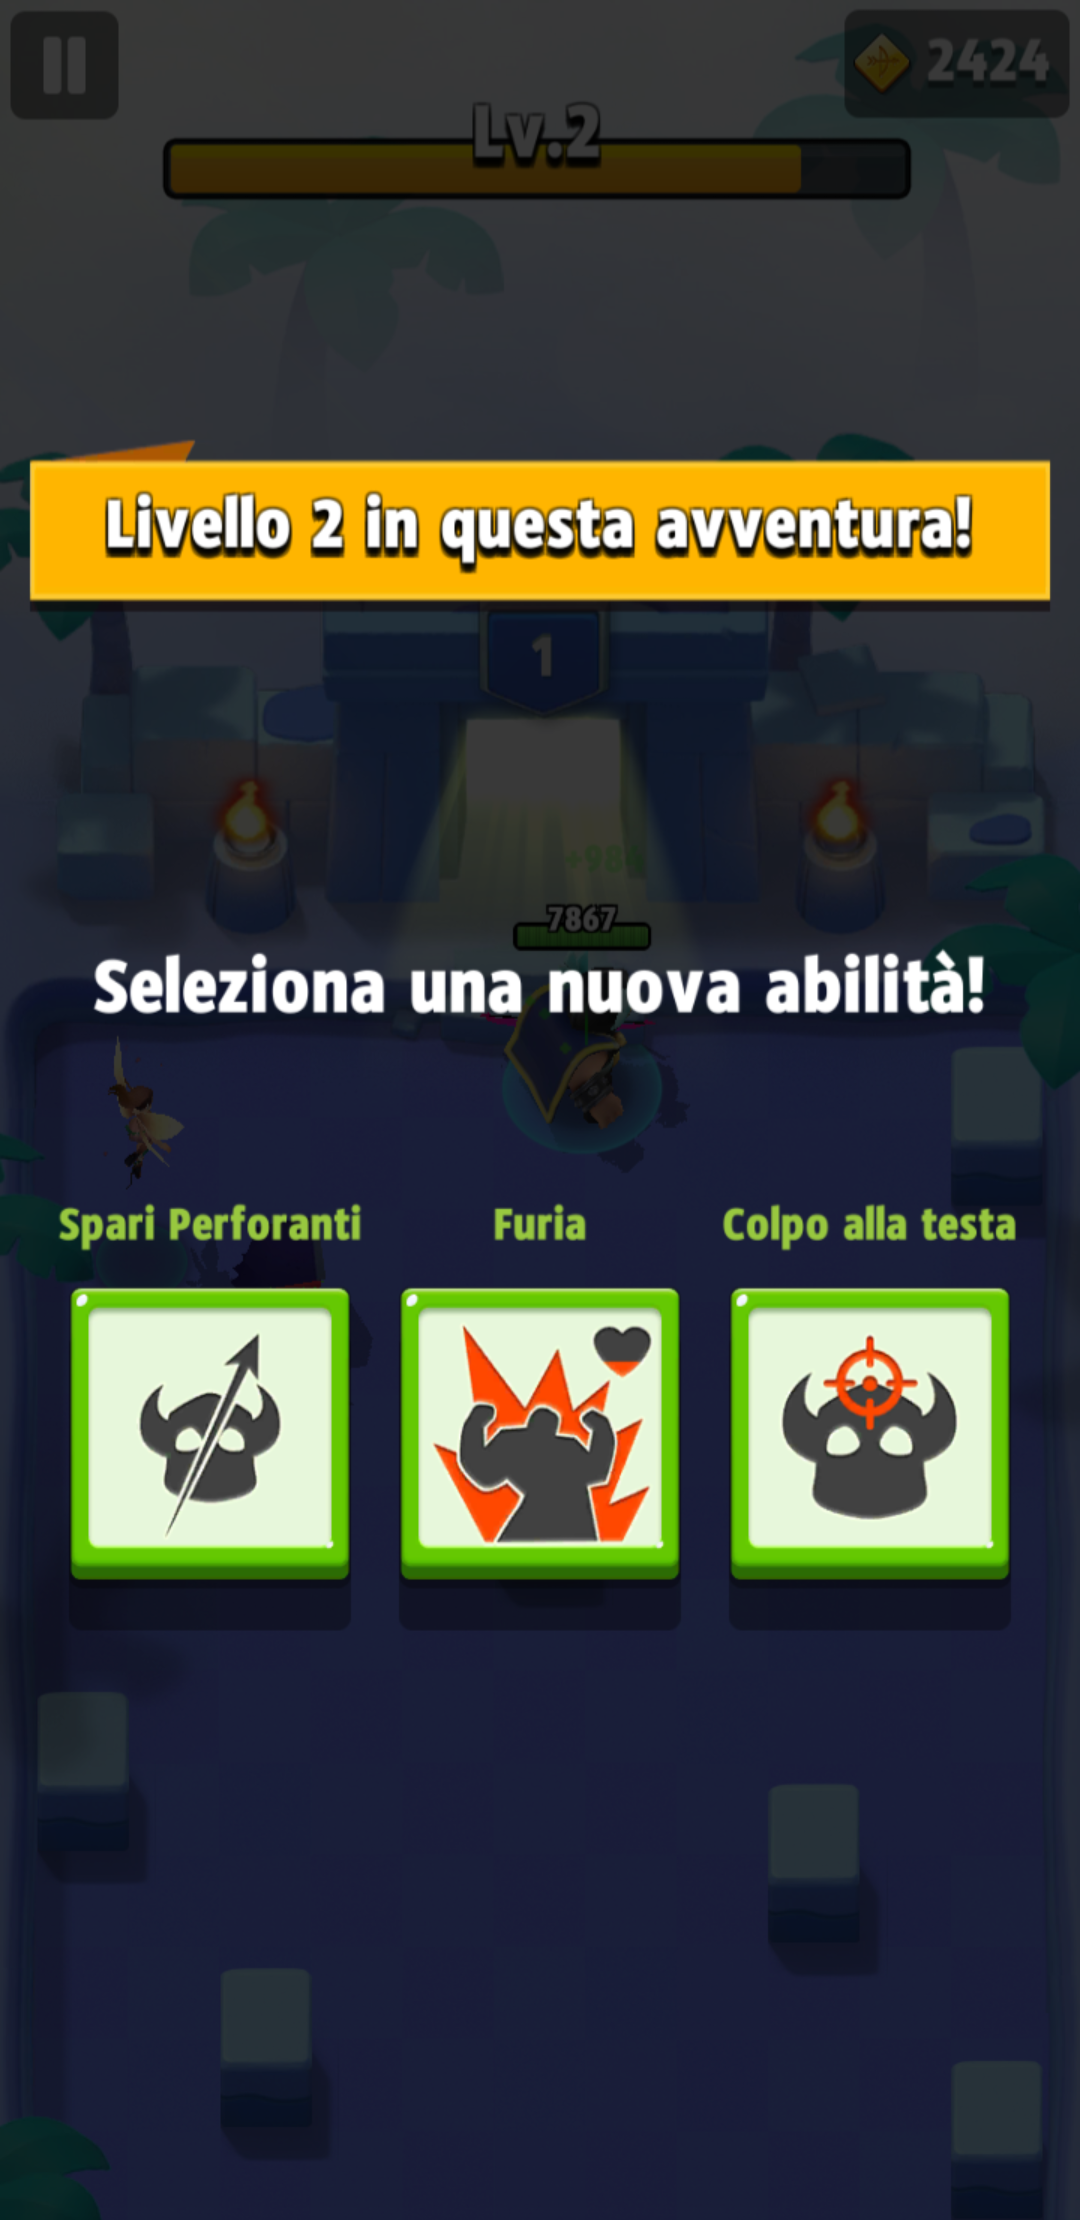 2424
Lv.2
Livello 2 in questa avventura!
1
7867
Seleziona una nuova abilità!
Spari Perforanti
Furia
Colpo alla testa